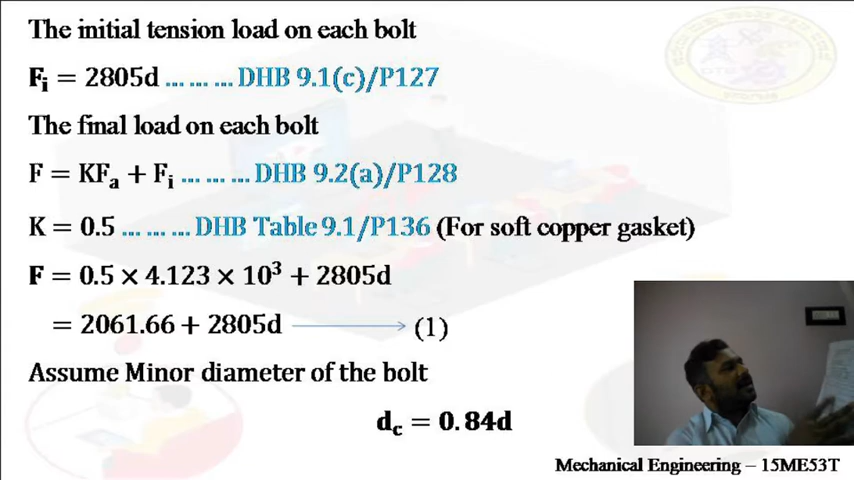 The initial tension load on each bolt
𝐅ᵢ = 2805d ... ... ... DHB 9.1(c)/P127
The final load on each bolt
F = KFₐ + Fᵢ ... ... ... DHB 9.2(a)/P128
K = 0.5 ... ... ... DHB Table 9.1/P136 (For soft copper gasket)
F = 0.5 × 4.123 × 10³ + 2805d
= 2061.66 + 2805d → (1)
Assume Minor diameter of the bolt
d_c = 0.84d
Mechanical Engineering – 15ME53T